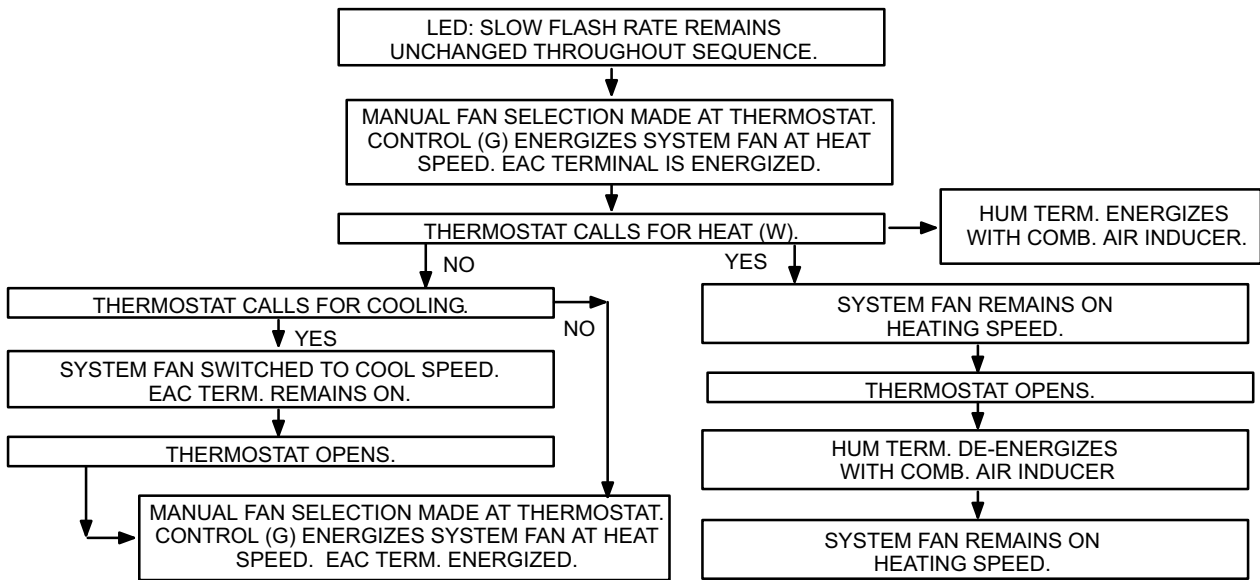 LED: SLOW FLASH RATE REMAINS
UNCHANGED THROUGHOUT SEQUENCE.
MANUAL FAN SELECTION MADE AT THERMOSTAT.
CONTROL (G) ENERGIZES SYSTEM FAN AT HEAT
SPEED. EAC TERMINAL IS ENERGIZED.
THERMOSTAT CALLS FOR HEAT (W).
HUM TERM. ENERGIZES
WITH COMB. AIR INDUCER.
NO
YES
THERMOSTAT CALLS FOR COOLING.
YES
NO
SYSTEM FAN SWITCHED TO COOL SPEED.
EAC TERM. REMAINS ON.
THERMOSTAT OPENS.
MANUAL FAN SELECTION MADE AT THERMOSTAT.
CONTROL (G) ENERGIZES SYSTEM FAN AT HEAT
SPEED. EAC TERM. ENERGIZED.
SYSTEM FAN REMAINS ON
HEATING SPEED.
THERMOSTAT OPENS.
HUM TERM. DE-ENERGIZES
WITH COMB. AIR INDUCER
SYSTEM FAN REMAINS ON
HEATING SPEED.